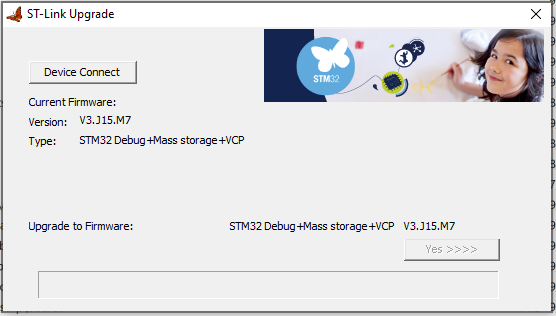 ST-Link Upgrade
Device Connect
STM32
Current Firmware:
Version: V3.J15.M7
Type: STM32 Debug+Mass storage+VCP
Upgrade to Firmware: STM32 Debug+Mass storage+VCP V3.J15.M7
Yes >>>>